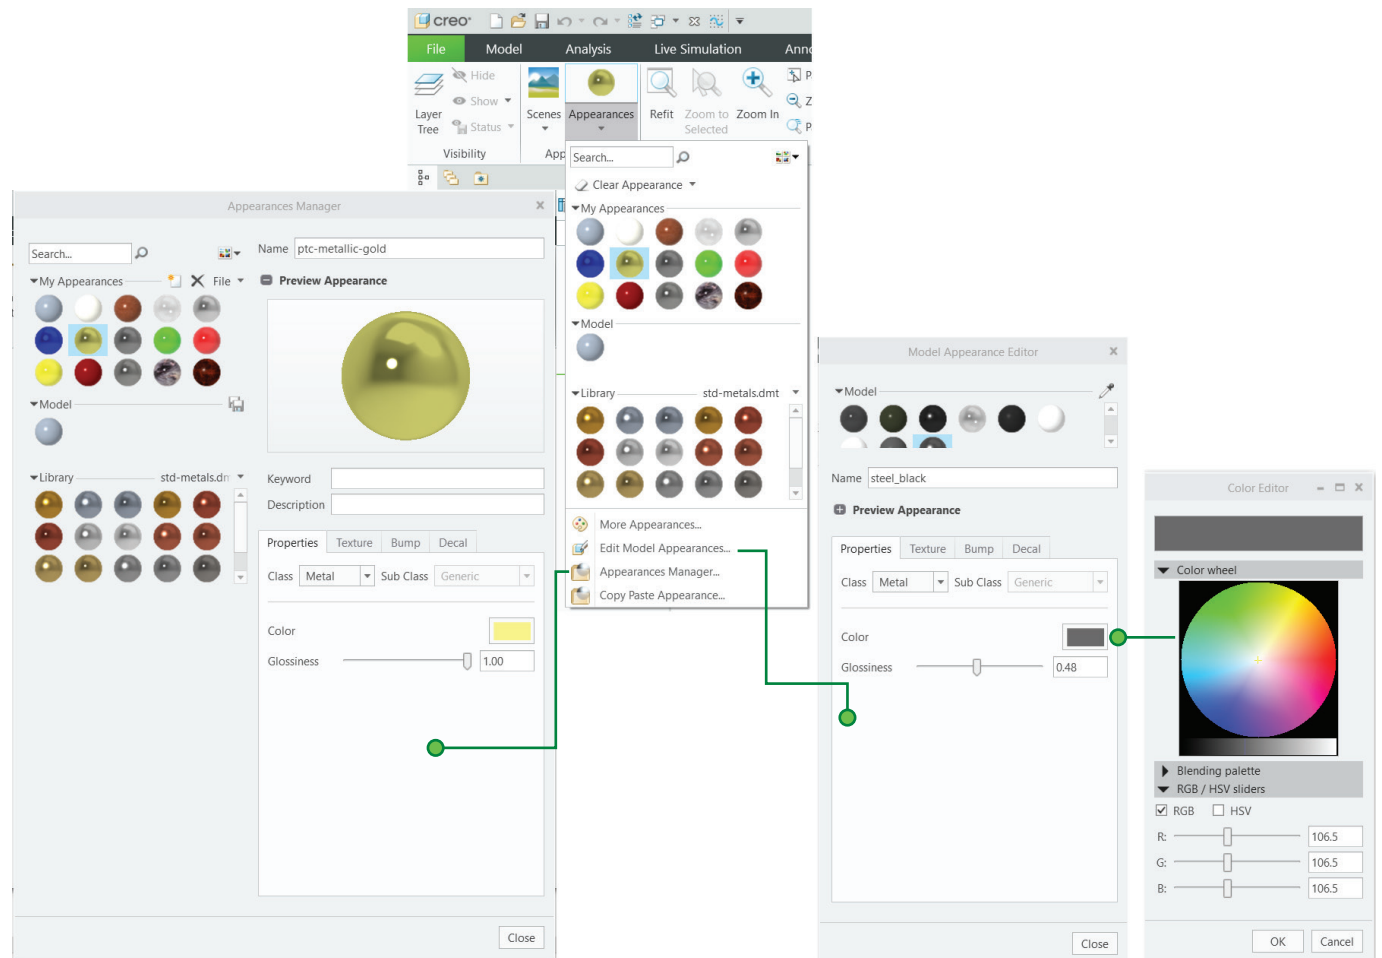 creo·
File Model Analysis Live Simulation Ann
Hide
Show
Status
Layer Tree
Scenes
Appearances
Refit
Zoom to Selected
Zoom In
P
Z
P
Visibility
App
Search...
Clear Appearance
My Appearances
Model
Library std-metals.dmt
More Appearances...
Edit Model Appearances...
Appearances Manager...
Copy Paste Appearance...
Appearances Manager
Search...
My Appearances File
Model
Library std-metals.dm
Name ptc-metallic-gold
Preview Appearance
Keyword
Description
Properties Texture Bump Decal
Class Metal Sub Class Generic
Color
Glossiness 1.00
Close
Model Appearance Editor
Model
Name steel_black
Preview Appearance
Properties Texture Bump Decal
Class Metal Sub Class Generic
Color
Glossiness 0.48
Close
Color Editor
Color wheel
Blending palette
RGB / HSV sliders
RGB HSV
R: 106.5
G: 106.5
B: 106.5
OK Cancel